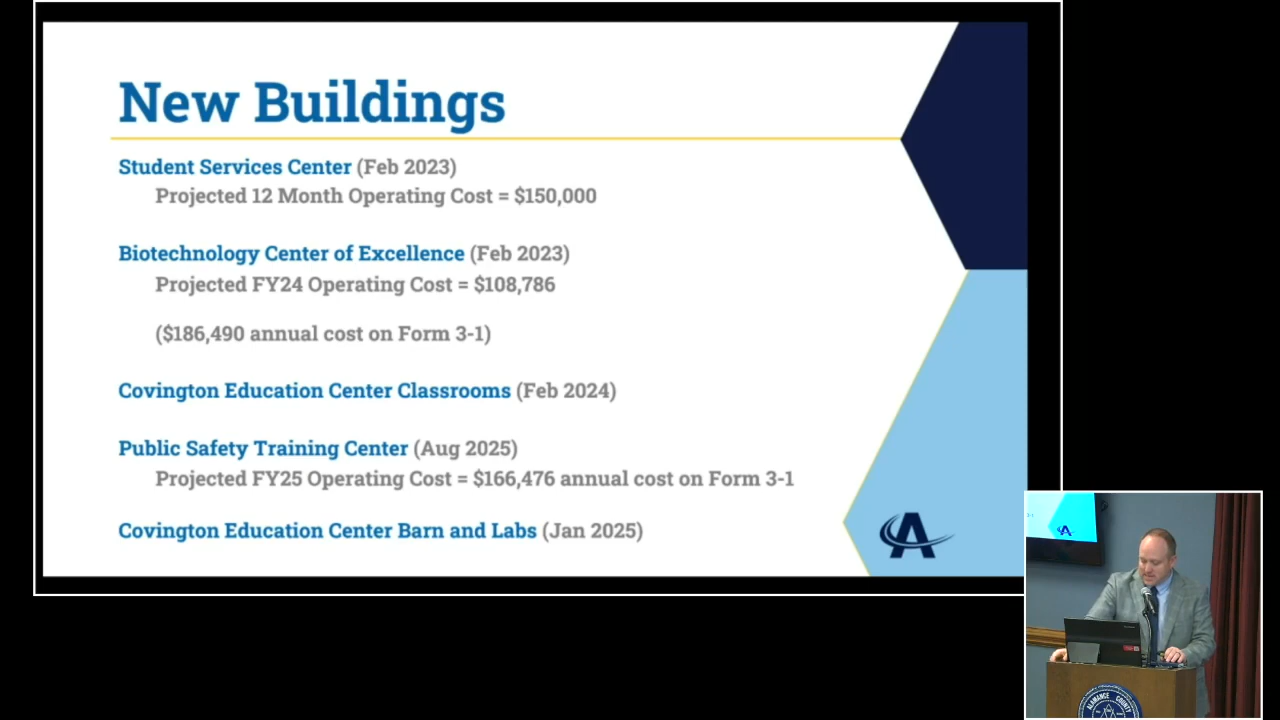 New Buildings
Student Services Center (Feb 2023)
Projected 12 Month Operating Cost = $150,000
Biotechnology Center of Excellence (Feb 2023)
Projected FY24 Operating Cost = $108,786
($186,490 annual cost on Form 3-1)
Covington Education Center Classrooms (Feb 2024)
Public Safety Training Center (Aug 2025)
Projected FY25 Operating Cost = $166,476 annual cost on Form 3-1
Covington Education Center Barn and Labs (Jan 2025)
A
ALAMANCE COUNTY